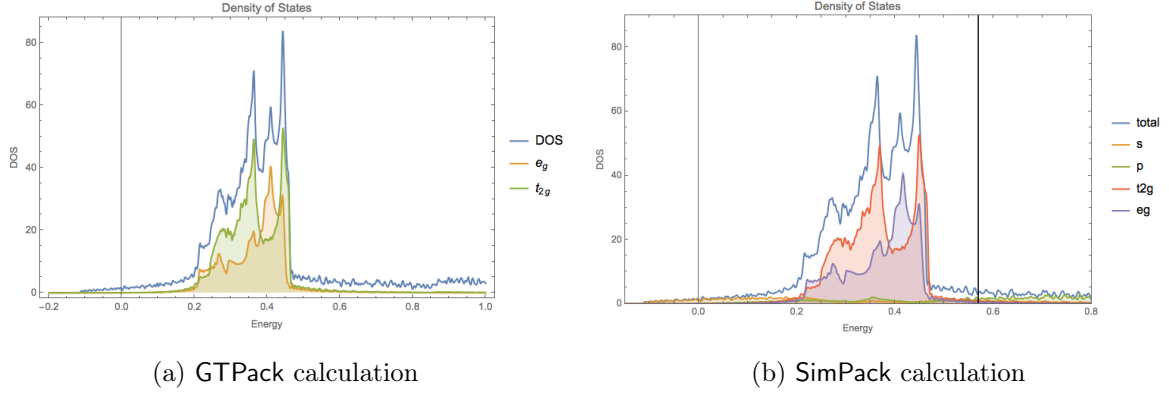 Density of States
80
60
40
20
0
DOS
−0.2
0.0
0.2
0.4
0.6
0.8
1.0
Energy
DOS
e_g
t_2g
(a) GTPack calculation
Density of States
80
60
40
20
0
DOS
0.0
0.2
0.4
0.6
0.8
Energy
total
s
p
t2g
eg
(b) SimPack calculation